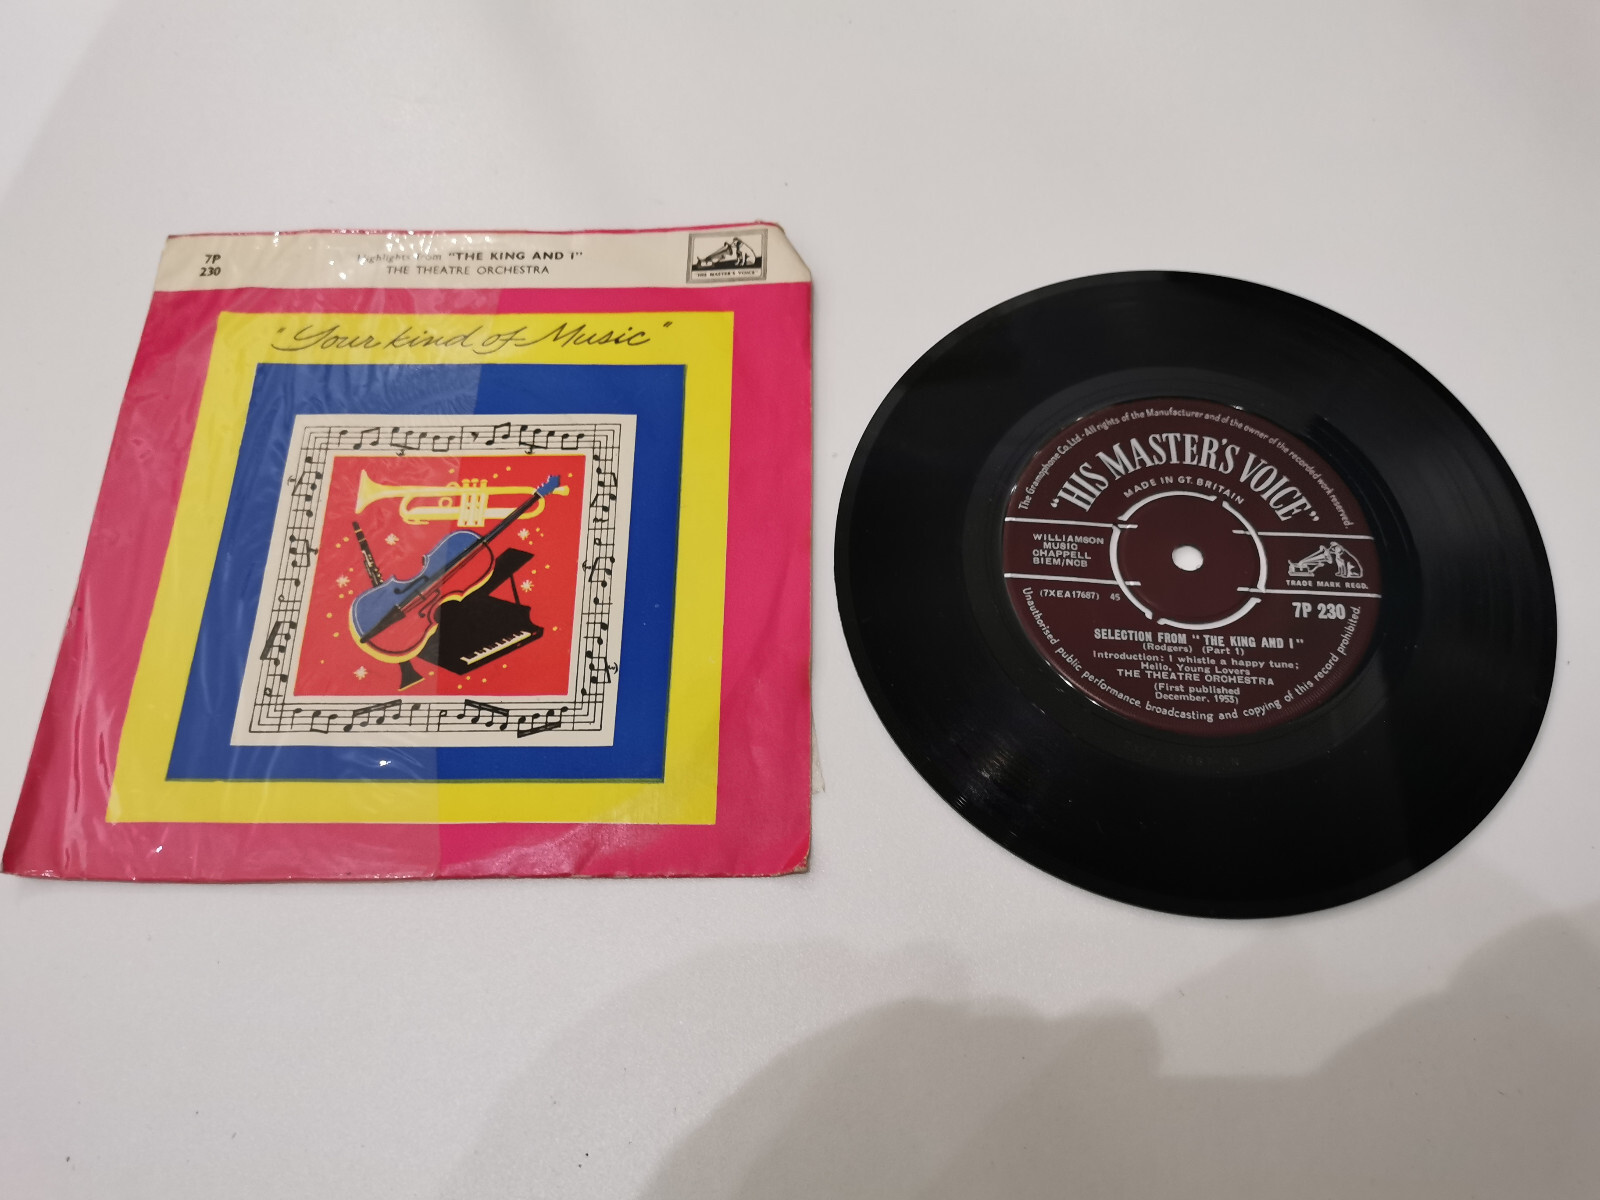 7P
230
Highlights from "THE KING AND I"
THE THEATRE ORCHESTRA
"HIS MASTER'S VOICE"
"Your kind of Music"
The Gramophone Co. Ltd. - All rights of the Manufacturer and of the owner of the recorded work reserved.
"HIS MASTER'S VOICE"
MADE IN GT. BRITAIN
WILLIAMSON
MUSIC
CHAPPELL
BIEM/NCB
TRADE MARK REGD.
(7XEA17687) 45
7P 230
SELECTION FROM "THE KING AND I"
(Rodgers) (Part 1)
Introduction: I whistle a happy tune;
Hello, Young Lovers
THE THEATRE ORCHESTRA
(First published
December, 1953)
Unauthorised public performance, broadcasting and copying of this record prohibited.